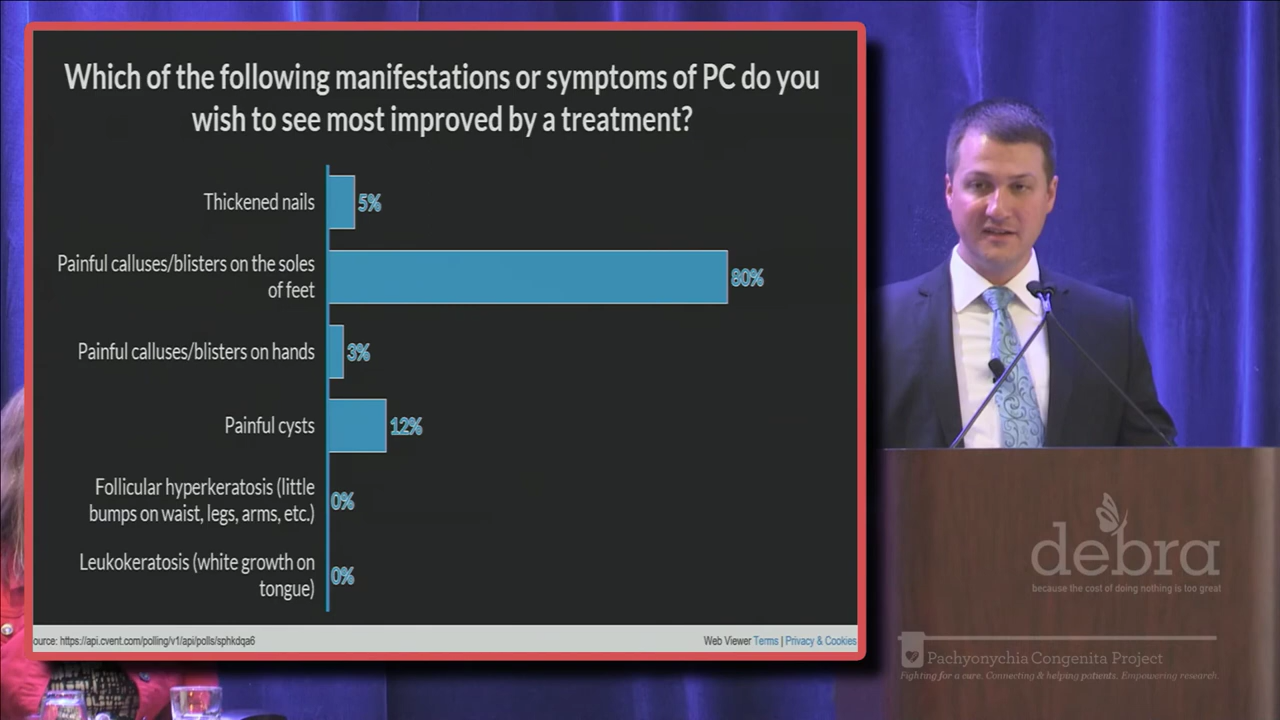 Which of the following manifestations or symptoms of PC do you
wish to see most improved by a treatment?
Thickened nails
5%
Painful calluses/blisters on the soles
of feet
80%
Painful calluses/blisters on hands
3%
Painful cysts
12%
Follicular hyperkeratosis (little
bumps on waist, legs, arms, etc.)
0%
Leukokeratosis (white growth on
tongue)
0%
ource: https://api.cvent.com/polling/v1/api/polls/sphkdqa6
Web Viewer Terms | Privacy & Cookies
debra
because the cost of doing nothing is too great
Pachyonychia Congenita Project
Fighting for a cure. Connecting & helping patients. Empowering research.